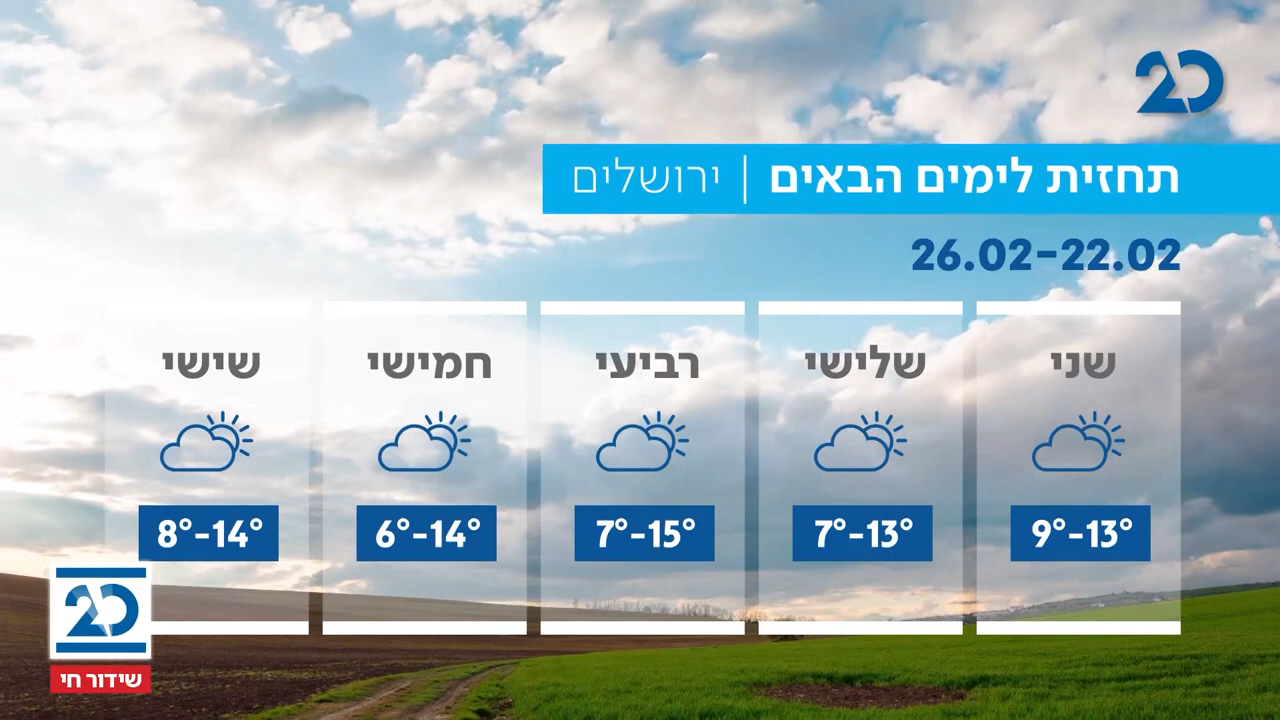 20
תחזית לימים הבאים | ירושלים
26.02-22.02
שני
שלישי
רביעי
חמישי
שישי
9°-13°
7°-13°
7°-15°
6°-14°
8°-14°
20
שידור חי